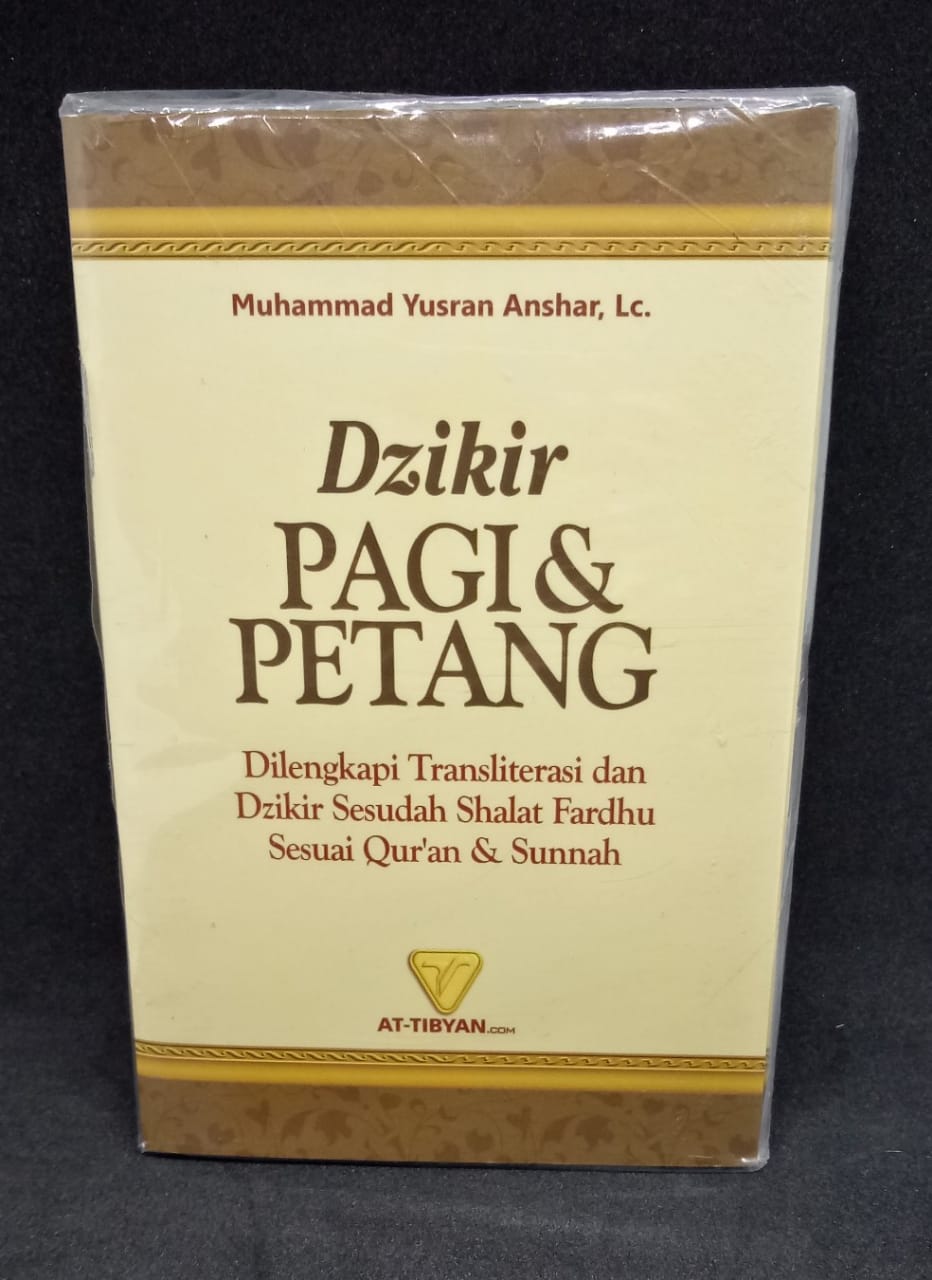 Muhammad Yusran Anshar, Lc.
Dzikir
PAGI &
PETANG
Dilengkapi Transliterasi dan
Dzikir Sesudah Shalat Fardhu
Sesuai Qur'an & Sunnah
AT-TIBYAN.COM